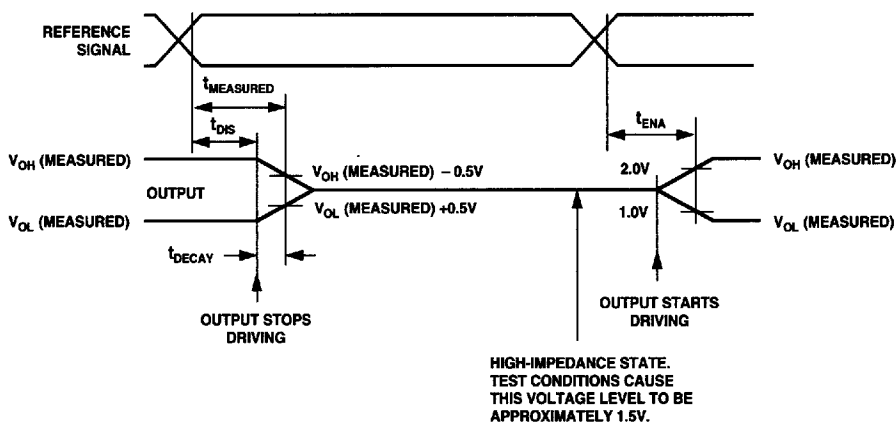 REFERENCE
SIGNAL
tMEASURED
tDIS
tENA
VOH (MEASURED)
VOH (MEASURED) – 0.5V
2.0V
VOH (MEASURED)
OUTPUT
VOL (MEASURED)
VOL (MEASURED) +0.5V
1.0V
VOL (MEASURED)
tDECAY
OUTPUT STOPS
DRIVING
OUTPUT STARTS
DRIVING
HIGH-IMPEDANCE STATE.
TEST CONDITIONS CAUSE
THIS VOLTAGE LEVEL TO BE
APPROXIMATELY 1.5V.